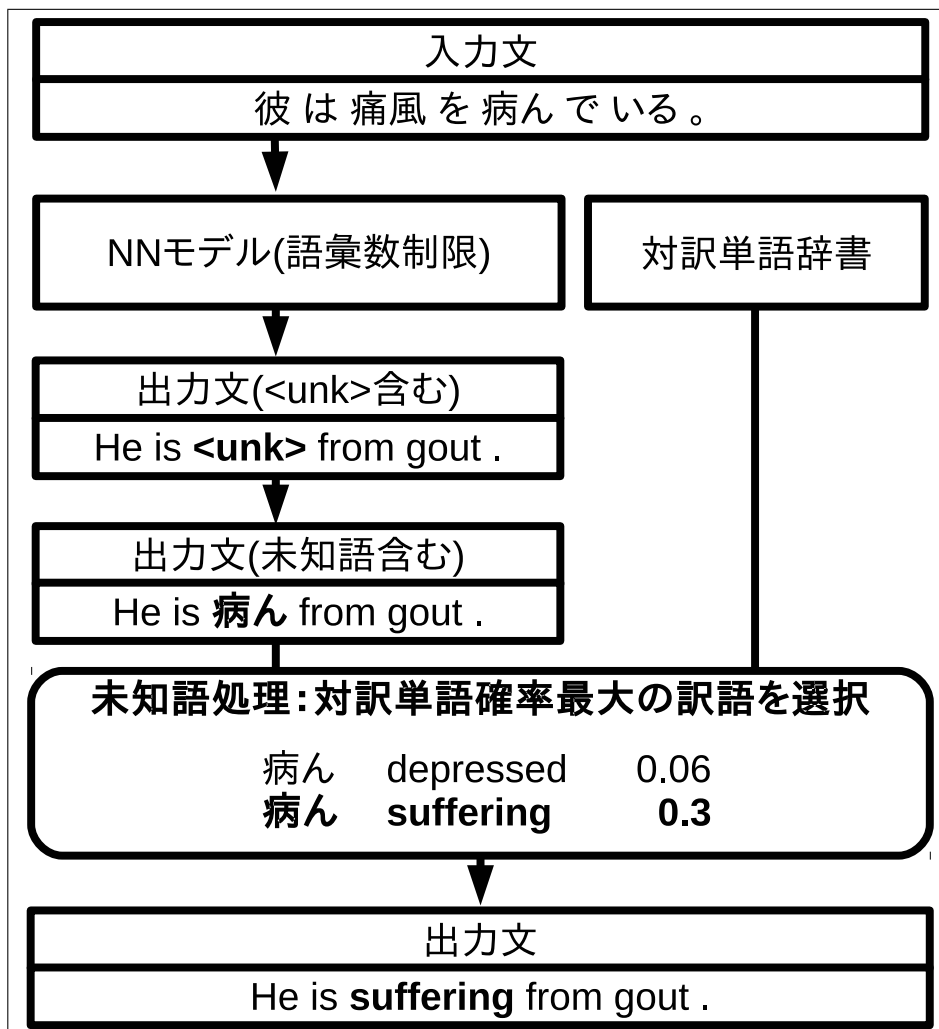 入力文
彼 は 痛風 を 病ん で いる 。
NNモデル(語彙数制限)
対訳単語辞書
出力文(<unk>含む)
He is <unk> from gout .
出力文(未知語含む)
He is 病ん from gout .
未知語処理：対訳単語確率最大の訳語を選択
病ん depressed 0.06
病ん suffering 0.3
出力文
He is suffering from gout .